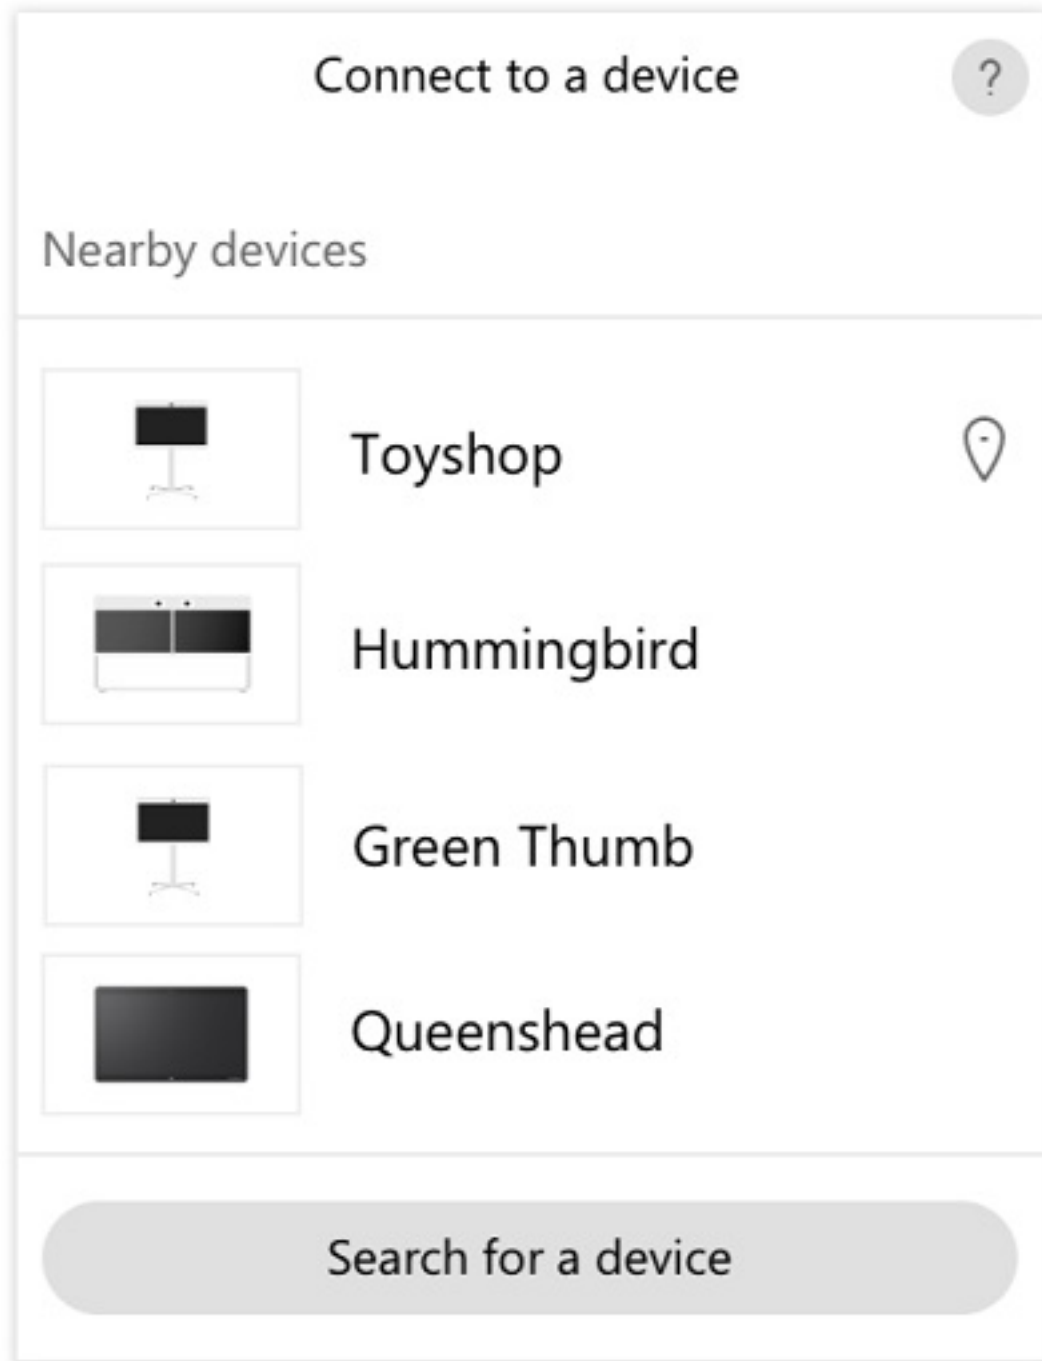 Connect to a device
?
Nearby devices
Toyshop
Hummingbird
Green Thumb
Queenshead
Search for a device